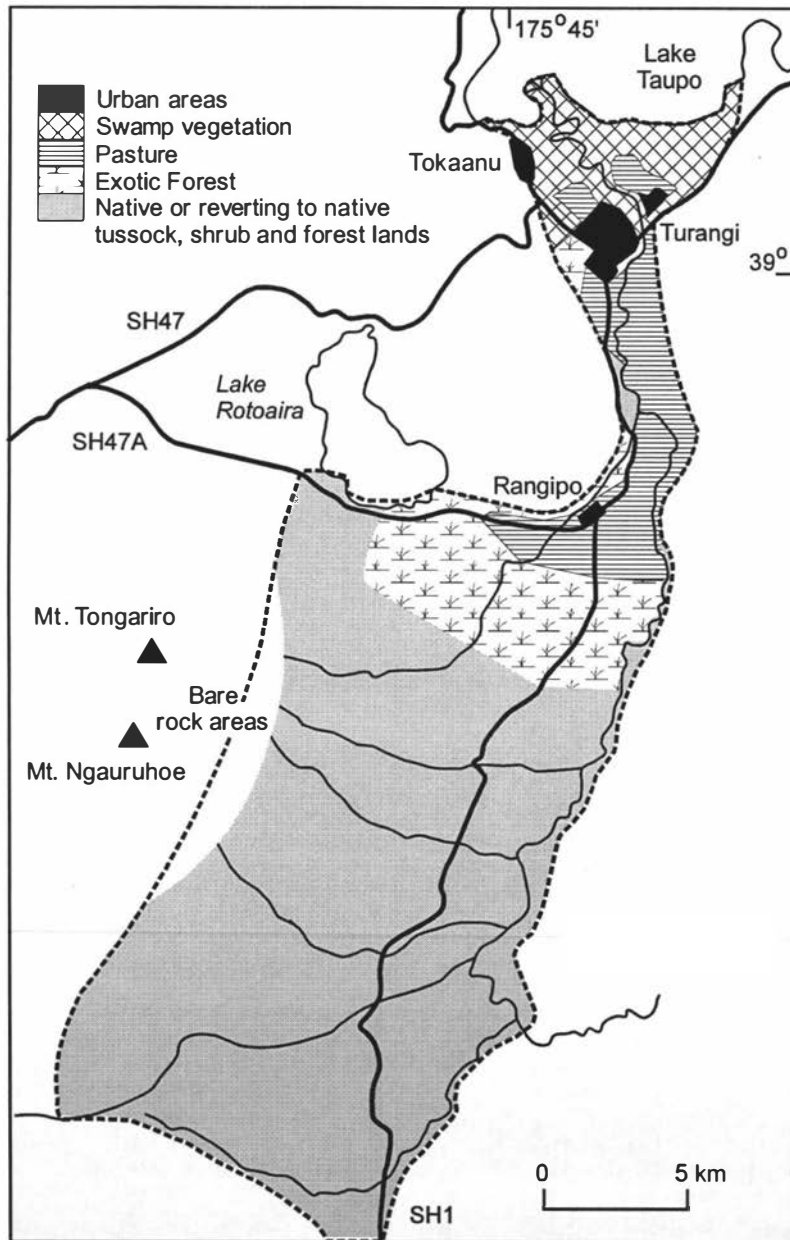 175°45'
Lake
Taupo
Urban areas
Swamp vegetation
Pasture
Exotic Forest
Native or reverting to native
tussock, shrub and forest lands
Tokaanu
Turangi
39°
SH47
Lake
Rotoaira
SH47A
Rangipo
Mt. Tongariro
Bare
rock areas
Mt. Ngauruhoe
0 5 km
SH1